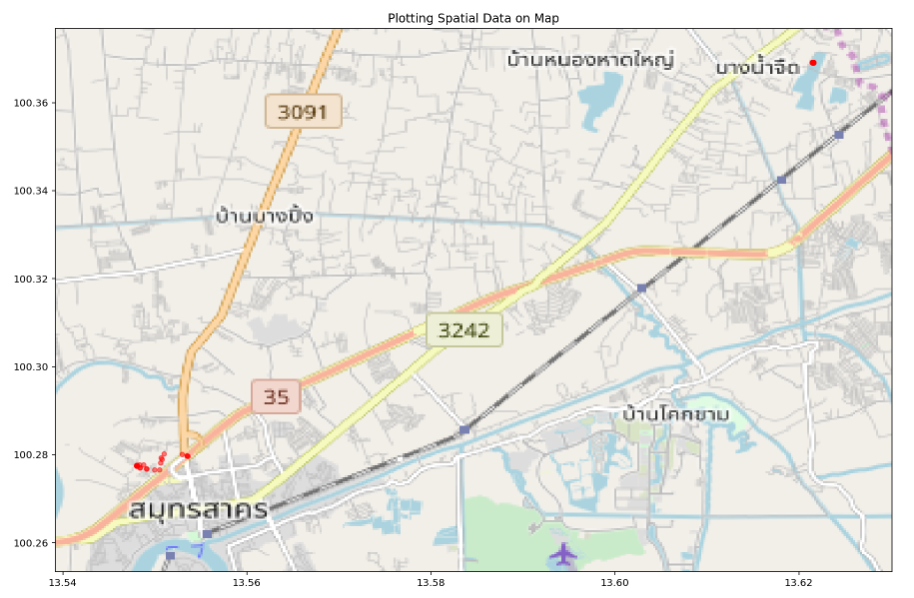 Plotting Spatial Data on Map
บ้านหนองหาดใหญ่
บางน้ำจืด
100.36
3091
100.34
บ้านบางปิ้ง
100.32
3242
100.30
35
บ้านโคกขาม
100.28
สมุทรสาคร
100.26
13.54 13.56 13.58 13.60 13.62